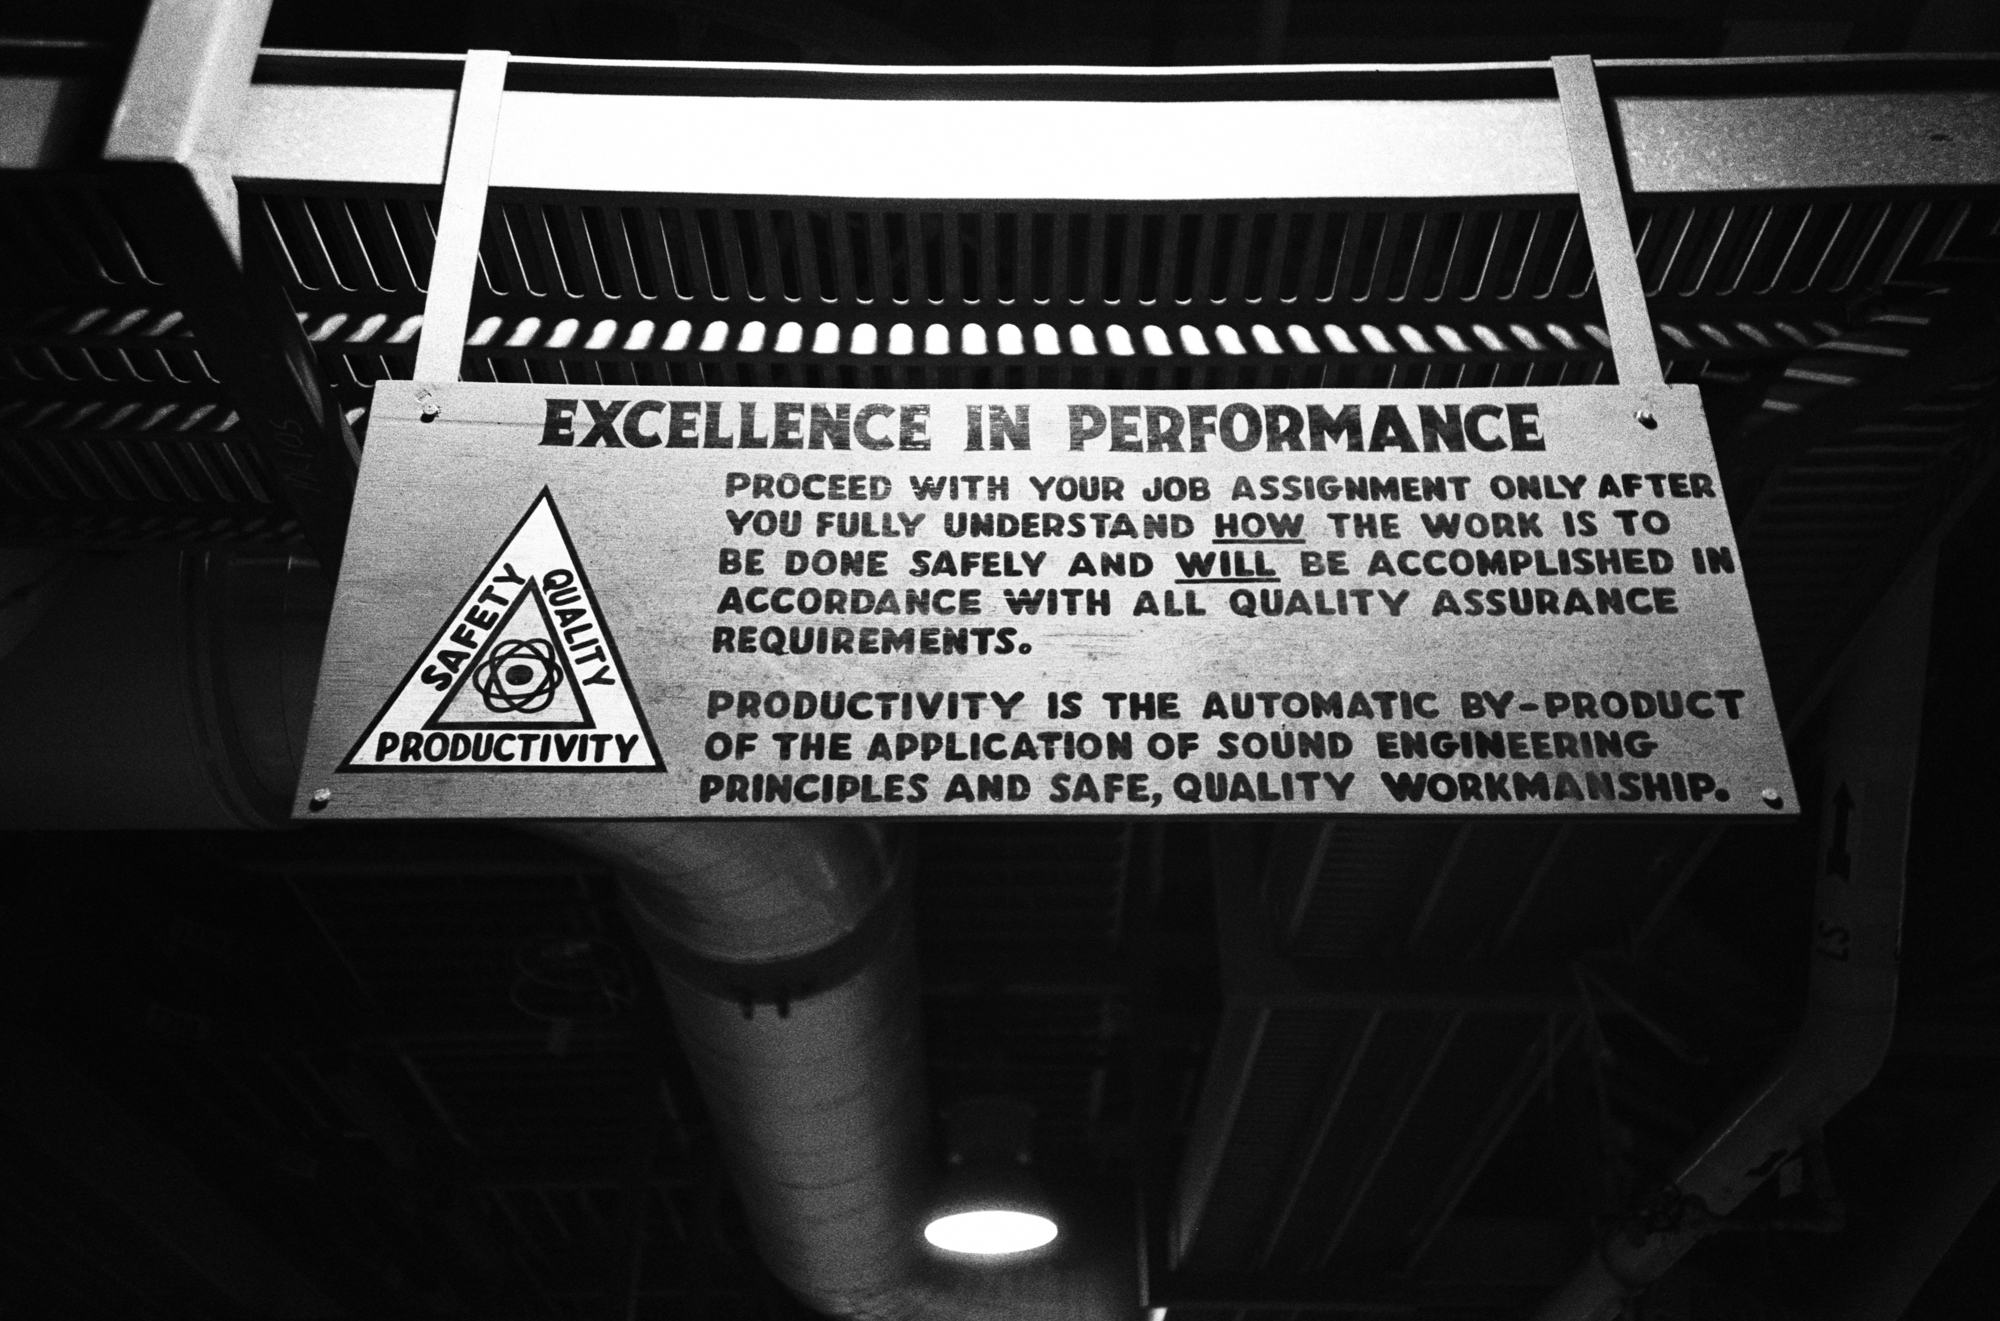 EXCELLENCE IN PERFORMANCE
PROCEED WITH YOUR JOB ASSIGNMENT ONLY AFTER
YOU FULLY UNDERSTAND HOW THE WORK IS TO
BE DONE SAFELY AND WILL BE ACCOMPLISHED IN
ACCORDANCE WITH ALL QUALITY ASSURANCE
REQUIREMENTS.
PRODUCTIVITY IS THE AUTOMATIC BY-PRODUCT
OF THE APPLICATION OF SOUND ENGINEERING
PRINCIPLES AND SAFE, QUALITY WORKMANSHIP.
SAFETY
QUALITY
PRODUCTIVITY